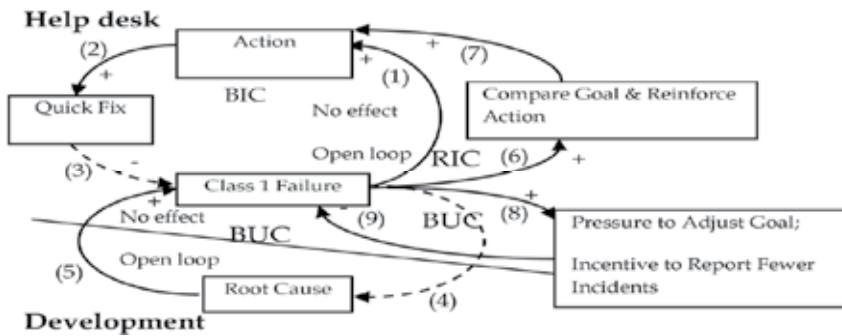 Help desk
Action
(2)
+
+
(1)
+
(7)
BIC
Quick Fix
No effect
Compare Goal & Reinforce
Action
(3)
-
Open loop
RIC
(6)
+
Class 1 Failure
+
No effect
-
(9)
BUC
+
(8)
BUC
Pressure to Adjust Goal;
Incentive to Report Fewer
Incidents
(5)
Open loop
Root Cause
(4)
Development